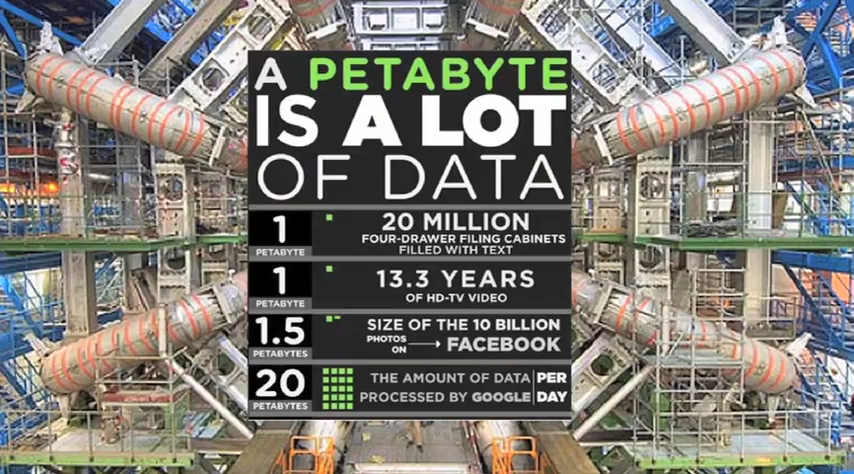 A PETABYTE
IS A LOT
OF DATA
1
PETABYTE
20 MILLION
FOUR-DRAWER FILING CABINETS
FILLED WITH TEXT
1
PETABYTE
13.3 YEARS
OF HD-TV VIDEO
1.5
PETABYTES
SIZE OF THE 10 BILLION
PHOTOS ON → FACEBOOK
20
PETABYTES
THE AMOUNT OF DATA PER
PROCESSED BY GOOGLE DAY